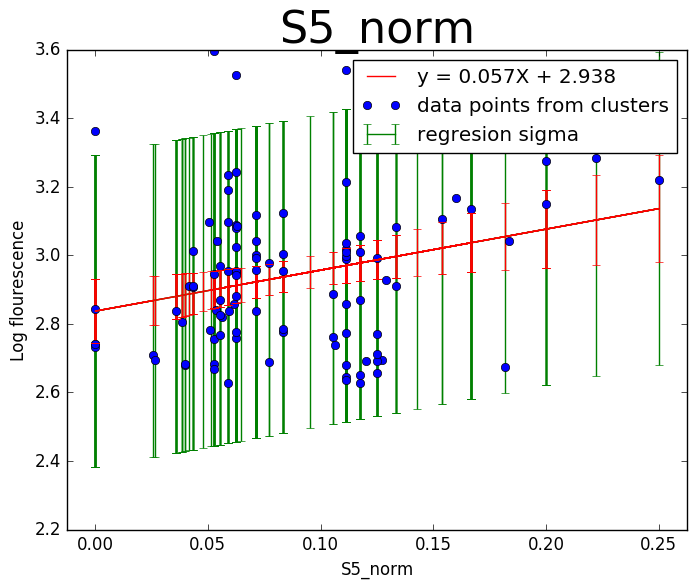 S5_norm
y = 0.057X + 2.938
data points from clusters
regresion sigma
Log flourescence
3.6
3.4
3.2
3.0
2.8
2.6
2.4
2.2
0.00 0.05 0.10 0.15 0.20 0.25
S5_norm